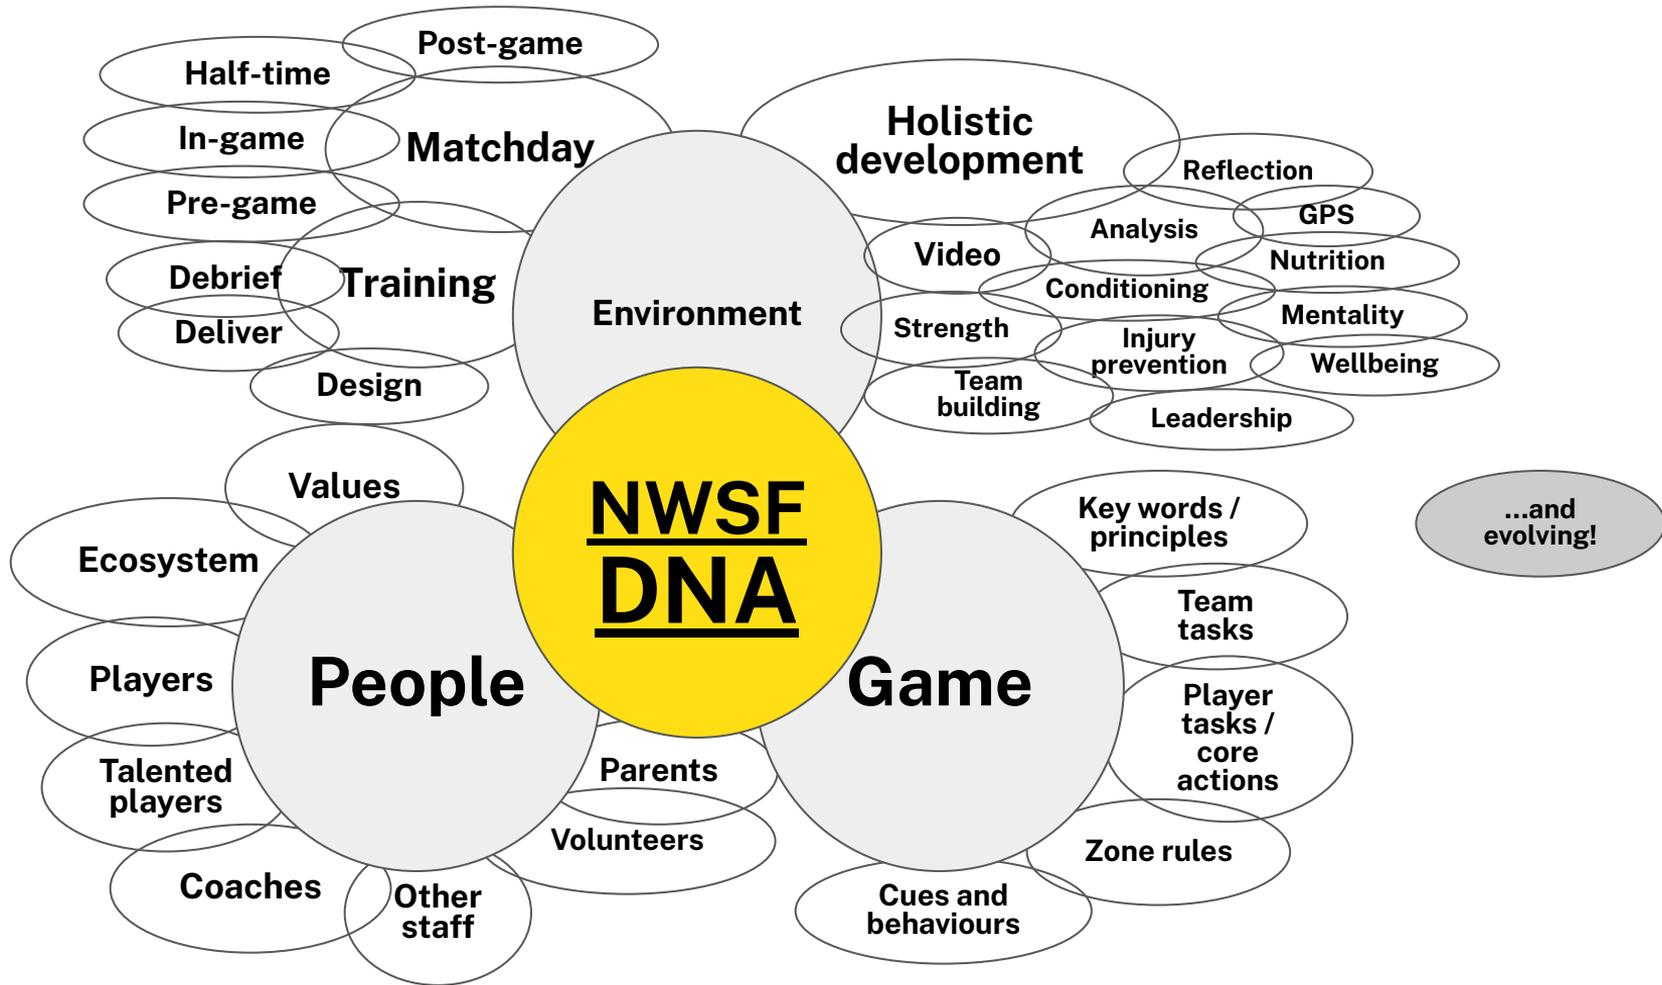 Post-game
Half-time
In-game
Matchday
Pre-game
Debrief
Training
Deliver
Design
Holistic
development
Reflection
GPS
Analysis
Video
Nutrition
Conditioning
Mentality
Strength
Injury
prevention
Wellbeing
Team
building
Leadership
Environment
NWSF
DNA
Values
Ecosystem
Players
People
Talented
players
Coaches
Other
staff
Parents
Volunteers
Game
Key words /
principles
Team
tasks
Player
tasks /
core
actions
Zone rules
Cues and
behaviours
...and
evolving!